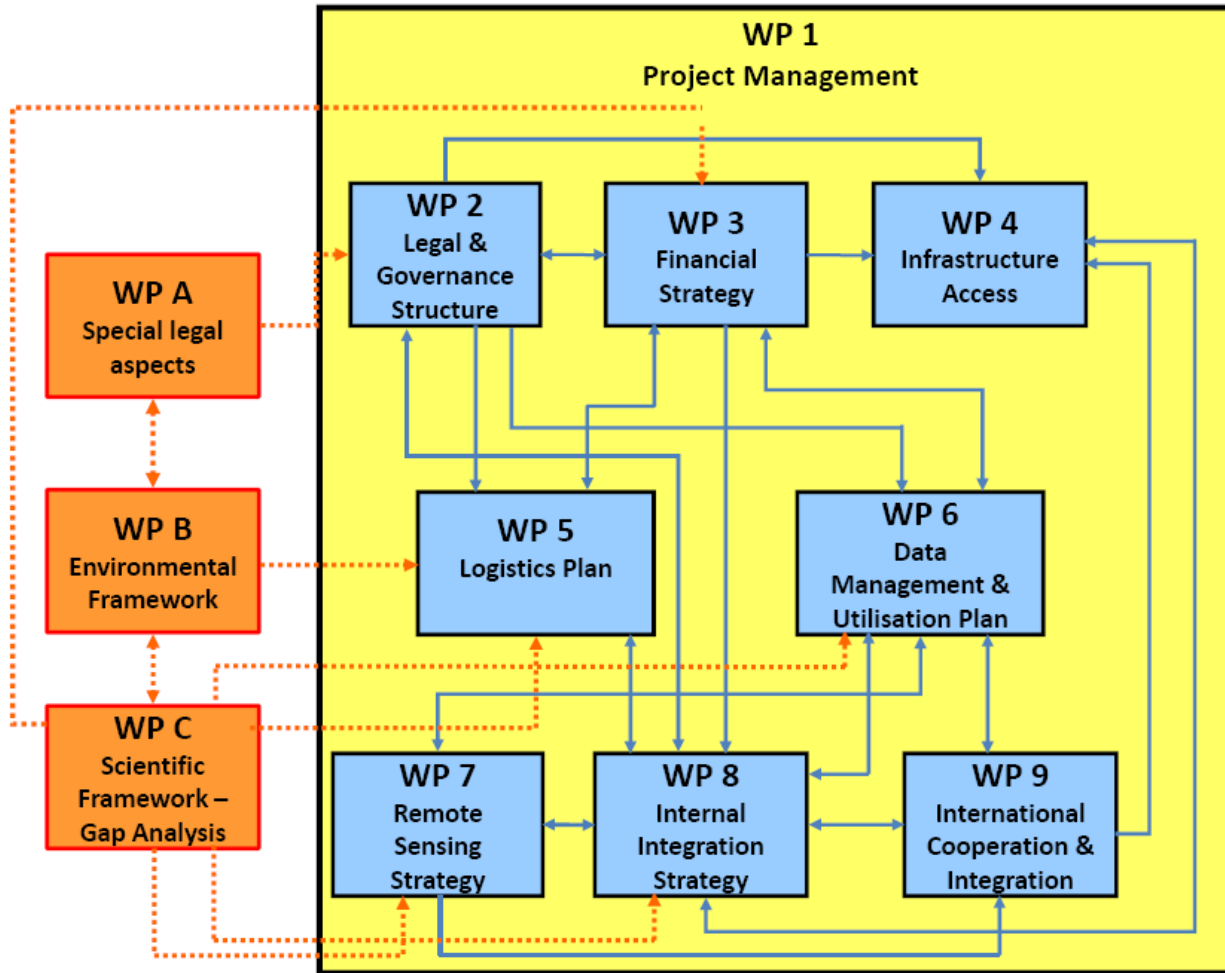 WP 1
Project Management
WP 2
Legal &
Governance
Structure
WP 3
Financial
Strategy
WP 4
Infrastructure
Access
WP A
Special legal
aspects
WP B
Environmental
Framework
WP 5
Logistics Plan
WP 6
Data
Management &
Utilisation Plan
WP C
Scientific
Framework –
Gap Analysis
WP 7
Remote
Sensing
Strategy
WP 8
Internal
Integration
Strategy
WP 9
International
Cooperation &
Integration